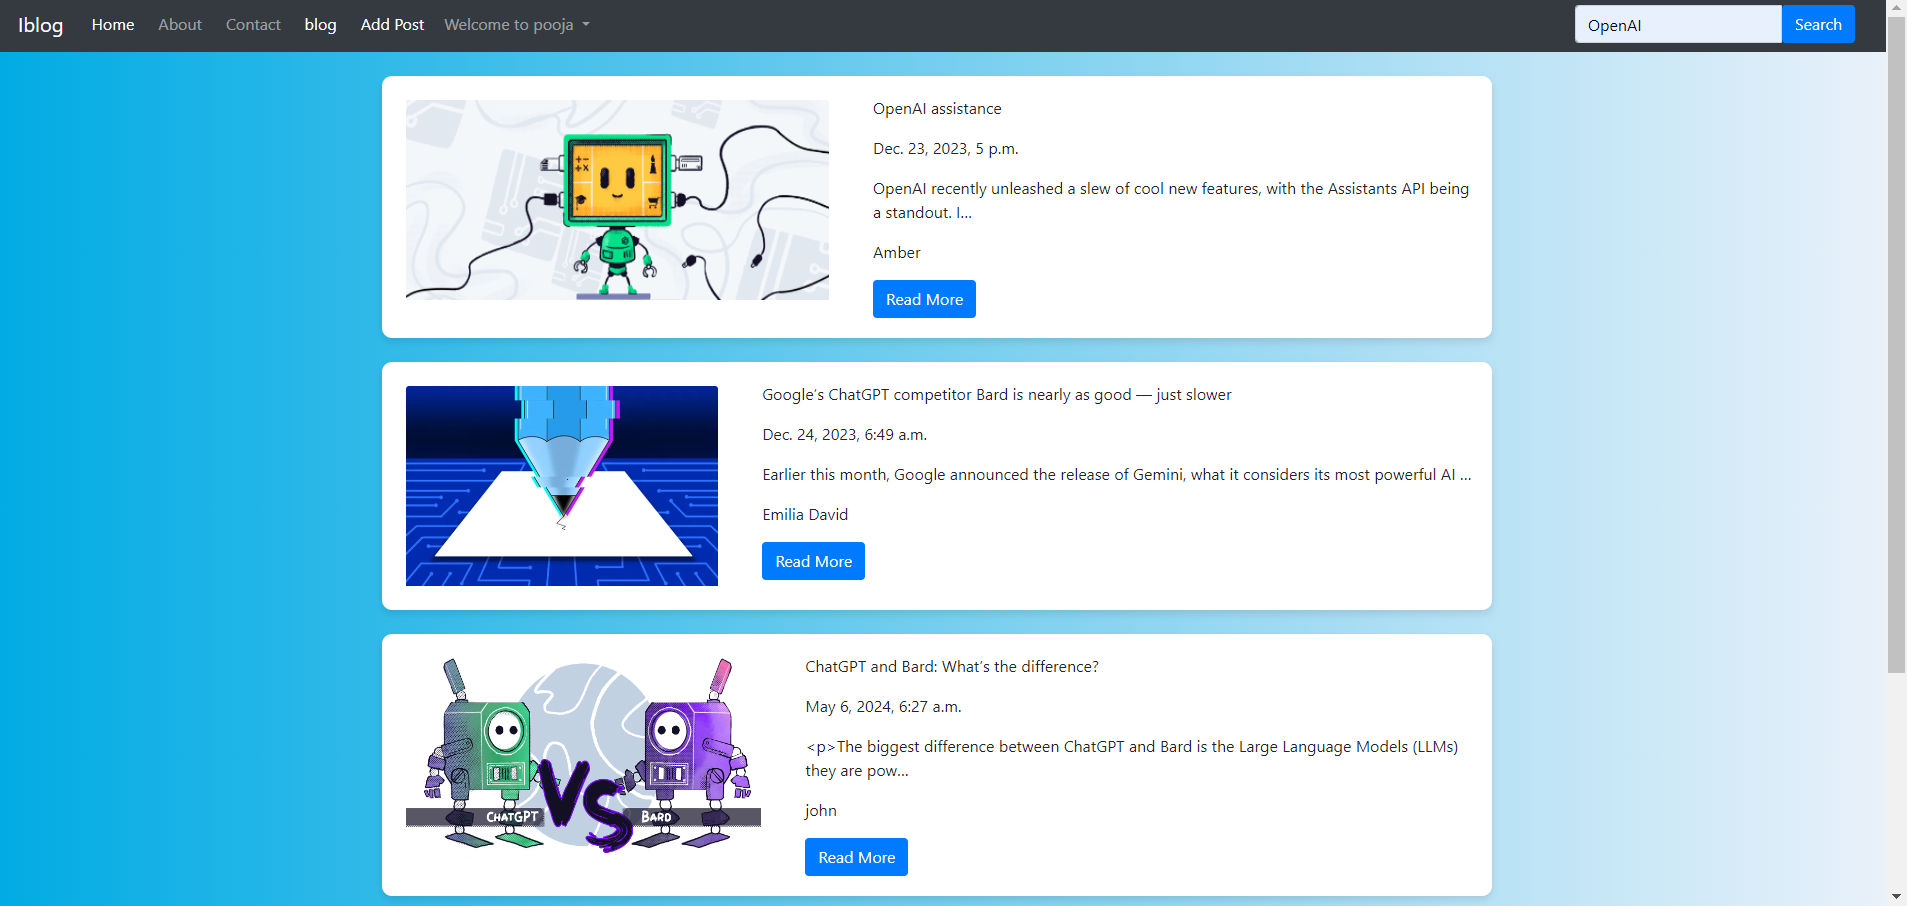 Iblog Home About Contact blog Add Post Welcome to pooja OpenAI Search
OpenAI assistance
Dec. 23, 2023, 5 p.m.
OpenAI recently unleashed a slew of cool new features, with the Assistants API being
a standout. I...
Amber
Read More
Google’s ChatGPT competitor Bard is nearly as good — just slower
Dec. 24, 2023, 6:49 a.m.
Earlier this month, Google announced the release of Gemini, what it considers its most powerful AI ...
Emilia David
Read More
ChatGPT and Bard: What’s the difference?
May 6, 2024, 6:27 a.m.
<p>The biggest difference between ChatGPT and Bard is the Large Language Models (LLMs)
they are pow...
john
Read More
ChatGPT VS Bard